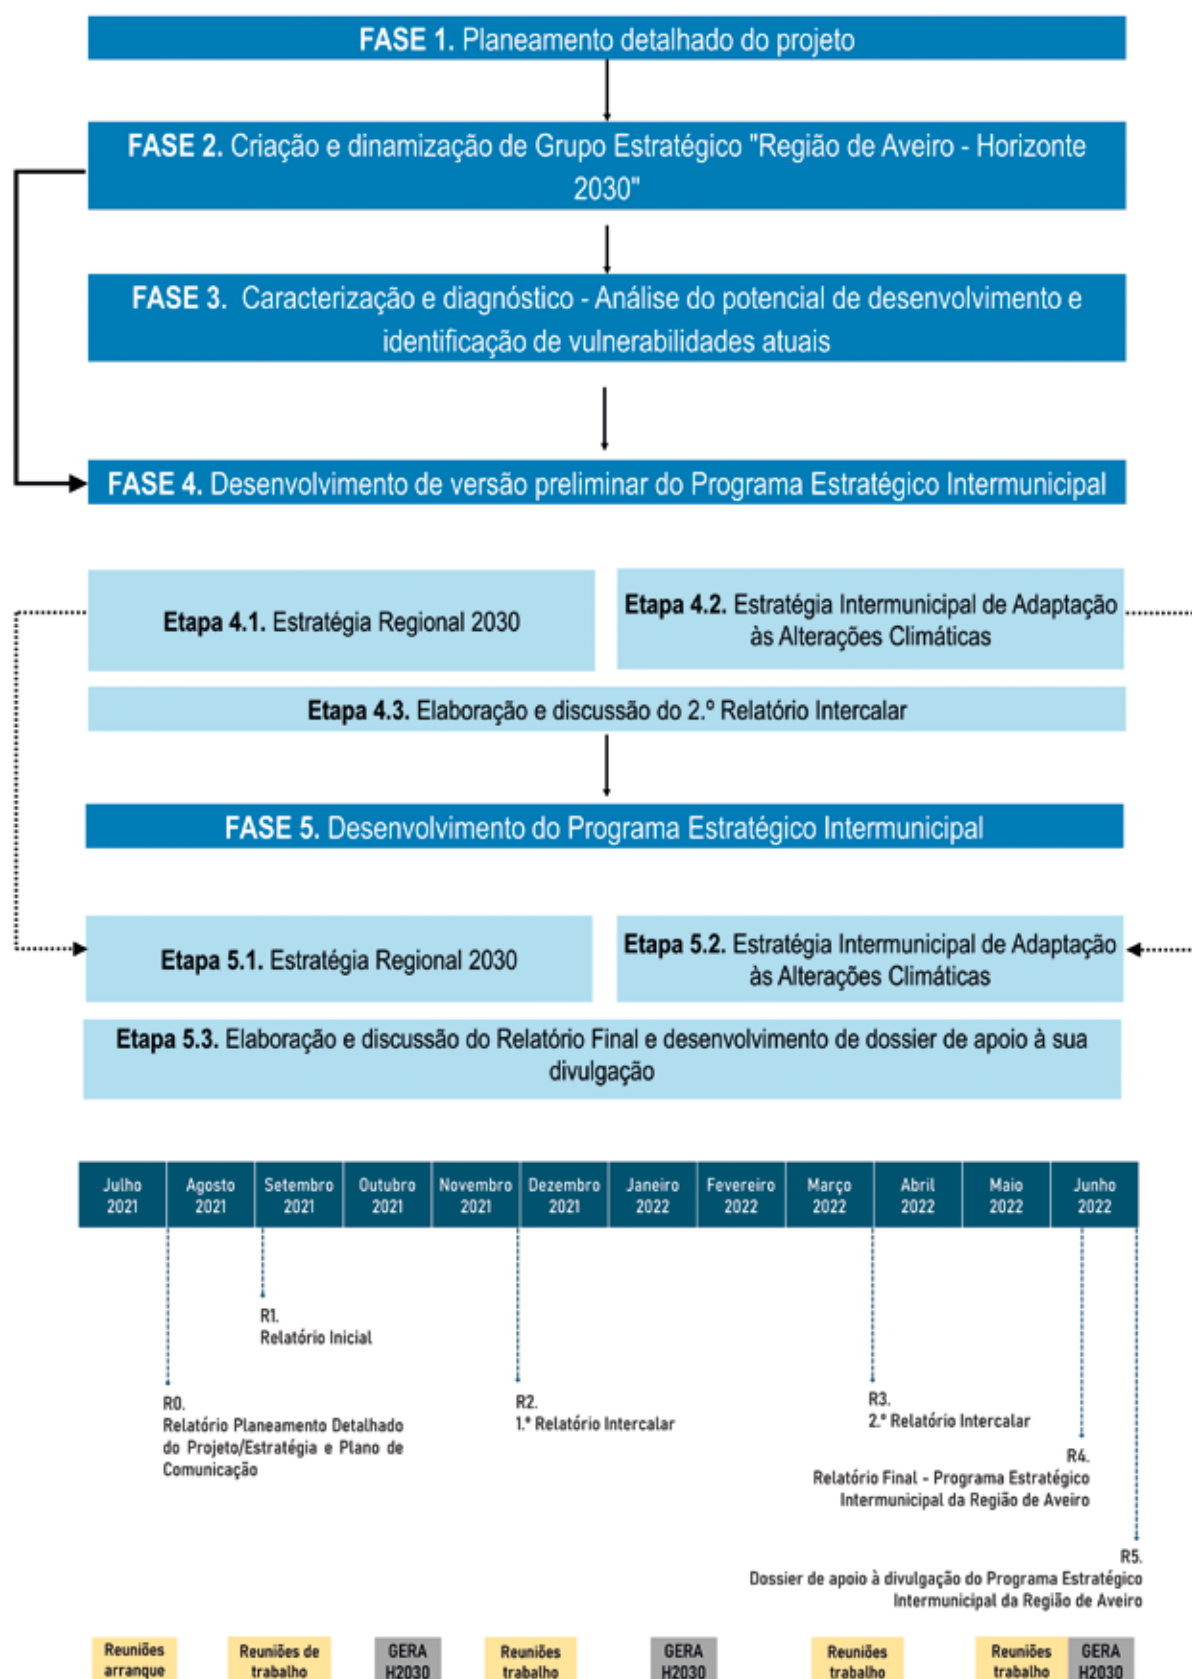 FASE 1. Planeamento detalhado do projeto
FASE 2. Criação e dinamização de Grupo Estratégico "Região de Aveiro - Horizonte
2030"
FASE 3. Caracterização e diagnóstico - Análise do potencial de desenvolvimento e
identificação de vulnerabilidades atuais
FASE 4. Desenvolvimento de versão preliminar do Programa Estratégico Intermunicipal
Etapa 4.1. Estratégia Regional 2030
Etapa 4.2. Estratégia Intermunicipal de Adaptação
às Alterações Climáticas
Etapa 4.3. Elaboração e discussão do 2.º Relatório Intercalar
FASE 5. Desenvolvimento do Programa Estratégico Intermunicipal
Etapa 5.1. Estratégia Regional 2030
Etapa 5.2. Estratégia Intermunicipal de Adaptação
às Alterações Climáticas
Etapa 5.3. Elaboração e discussão do Relatório Final e desenvolvimento de dossier de apoio à sua
divulgação
Julho
2021
Agosto
2021
Setembro
2021
Outubro
2021
Novembro
2021
Dezembro
2021
Janeiro
2022
Fevereiro
2022
Março
2022
Abril
2022
Maio
2022
Junho
2022
R1.
Relatório Inicial
R0.
Relatório Planeamento Detalhado
do Projeto/Estratégia e Plano de
Comunicação
R2.
1.º Relatório Intercalar
R3.
2.º Relatório Intercalar
R4.
Relatório Final - Programa Estratégico
Intermunicipal da Região de Aveiro
R5.
Dossier de apoio à divulgação do Programa Estratégico
Intermunicipal da Região de Aveiro
Reuniões
arranque
Reuniões de
trabalho
GERA
H2030
Reuniões
trabalho
GERA
H2030
Reuniões
trabalho
Reuniões
trabalho
GERA
H2030